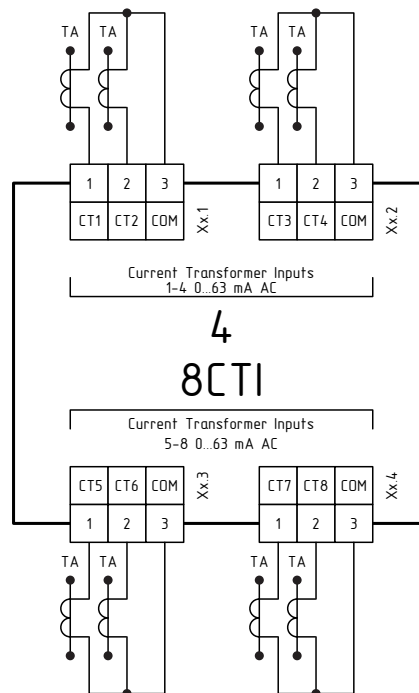 TA TA TA TA
1 2 3 1 2 3
CT1 CT2 COM Xx.1 CT3 CT4 COM Xx.2
Current Transformer Inputs
1-4 0...63 mA AC
4
8CTI
Current Transformer Inputs
5-8 0...63 mA AC
CT5 CT6 COM Xx.3 CT7 CT8 COM Xx.4
1 2 3 1 2 3
TA TA TA TA